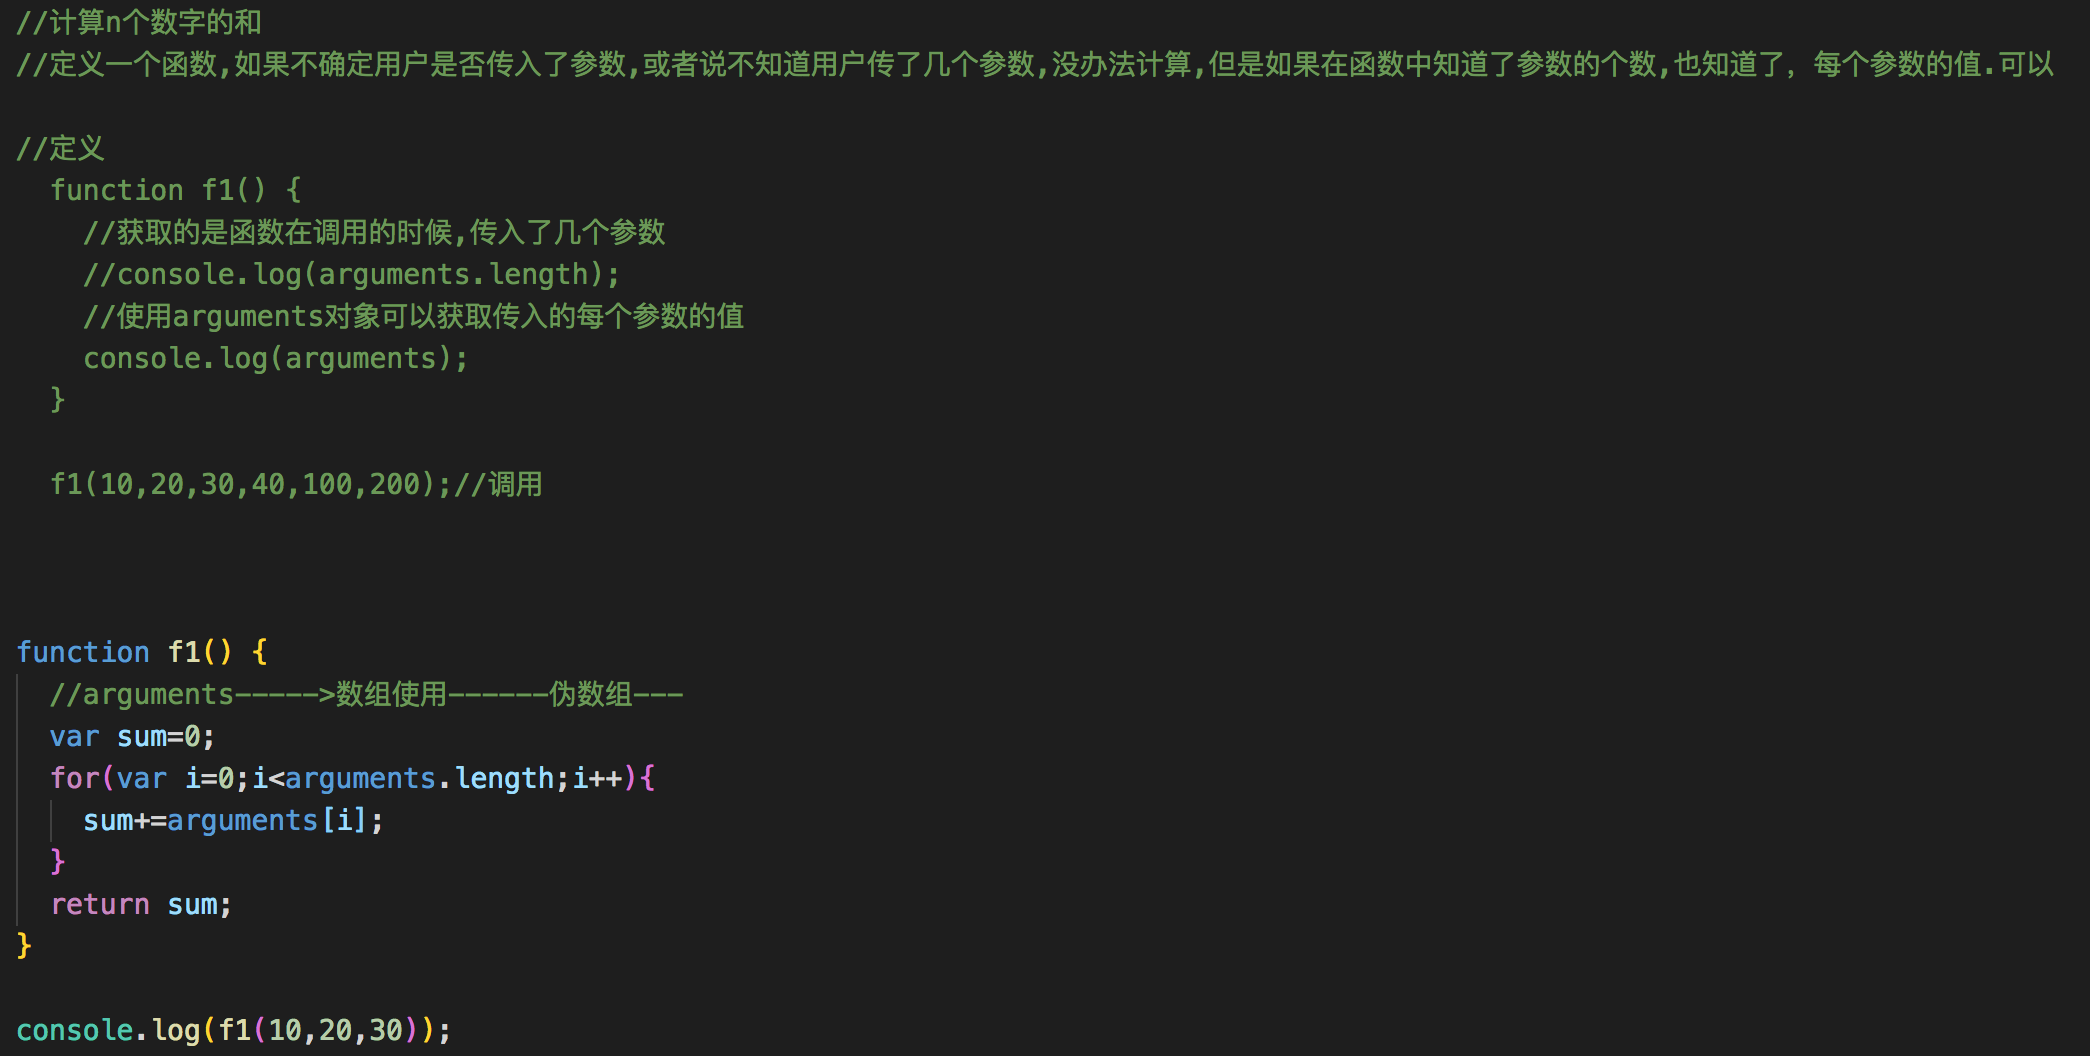 //计算n个数字的和
//定义一个函数,如果不确定用户是否传入了参数,或者说不知道用户传了几个参数,没办法计算,但是如果在函数中知道了参数的个数,也知道了，每个参数的值.可以
//定义
  function f1() {
    //获取的是函数在调用的时候,传入了几个参数
    //console.log(arguments.length);
    //使用arguments对象可以获取传入的每个参数的值
    console.log(arguments);
  }
  f1(10,20,30,40,100,200);//调用
function f1() {
  //arguments----->数组使用------伪数组---
  var sum=0;
  for(var i=0;i<arguments.length;i++){
    sum+=arguments[i];
  }
  return sum;
}
console.log(f1(10,20,30));